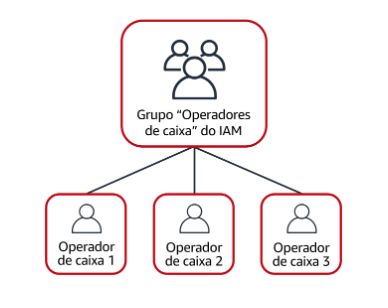 Grupo “Operadores
de caixa” do IAM
Operador
de caixa 1
Operador
de caixa 2
Operador
de caixa 3